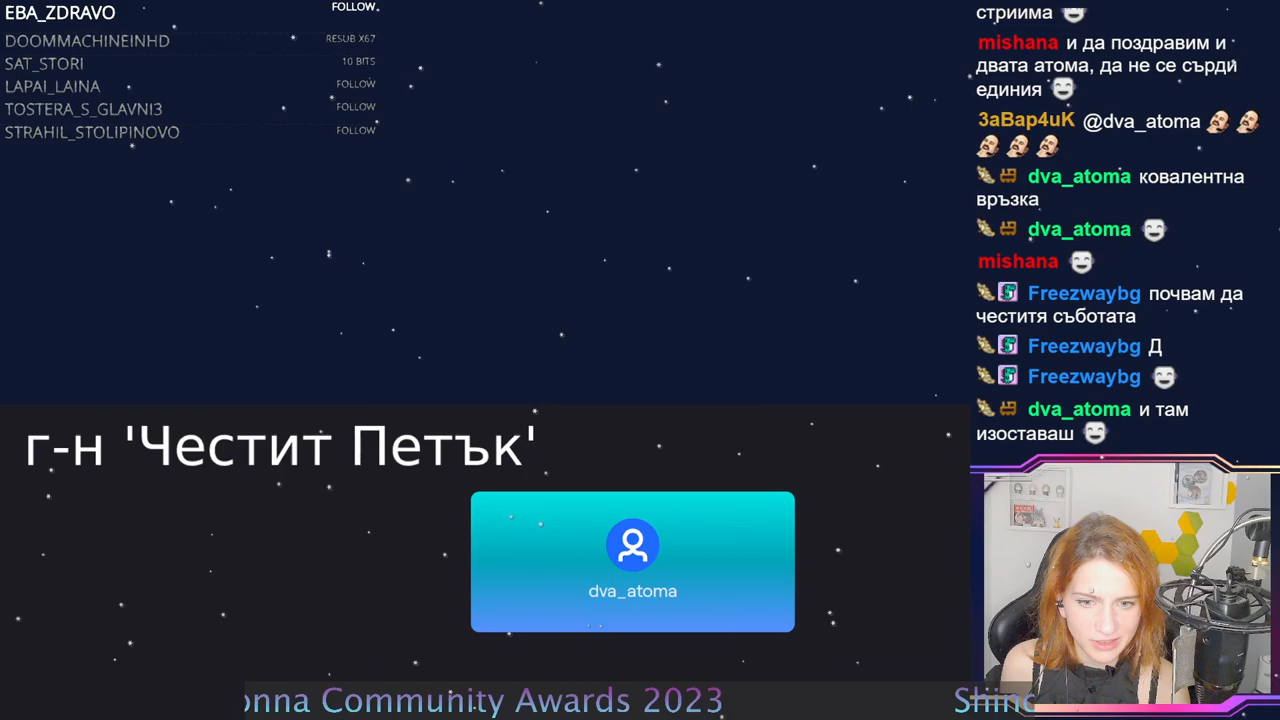 EBA_ZDRAVO FOLLOW
DOOMMACHINEINHD RESUB X67
SAT_STORI 10 BITS
LAPAI_LAINA FOLLOW
TOSTERA_S_GLAVNI3 FOLLOW
STRAHIL_STOLIPINOVO FOLLOW
г-н 'Честит Петък'
dva_atoma
onna Community Awards 2023
Shino
стриима
mishana и да поздравим и
двата атома, да не се сърди
единия
3aBap4uK @dva_atoma
dva_atoma ковалентна
връзка
dva_atoma
mishana
Freezwaybg почвам да
честитя съботата
Freezwaybg Д
Freezwaybg
dva_atoma и там
изоставаш